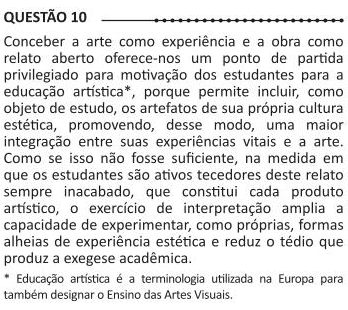 QUESTÃO 10
Conceber a arte como experiência e a obra como
relato aberto oferece-nos um ponto de partida
privilegiado para motivação dos estudantes para a
educação artística*, porque permite incluir, como
objeto de estudo, os artefatos de sua própria cultura
estética, promovendo, desse modo, uma maior
integração entre suas experiências vitais e a arte.
Como se isso não fosse suficiente, na medida em
que os estudantes são ativos tecedores deste relato
sempre inacabado, que constitui cada produto
artístico, o exercício de interpretação amplia a
capacidade de experimentar, como próprias, formas
alheias de experiência estética e reduz o tédio que
produz a exegese acadêmica.
* Educação artística é a terminologia utilizada na Europa para
também designar o Ensino das Artes Visuais.